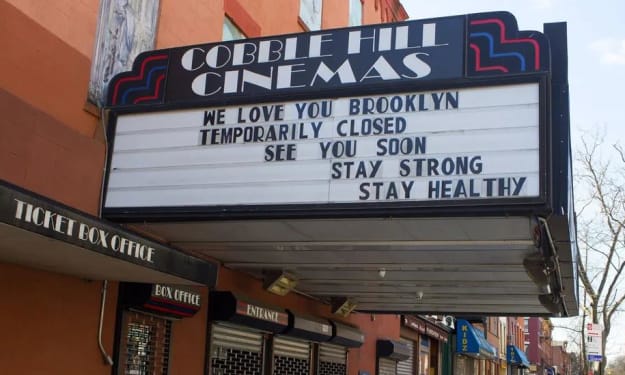 COBBLE HILL
CINEMAS
WE LOVE YOU BROOKLYN
TEMPORARILY CLOSED
SEE YOU SOON
STAY STRONG
STAY HEALTHY
TICKET BOX OFFICE
BOX OFFICE
ENTRANCE
KIDZ